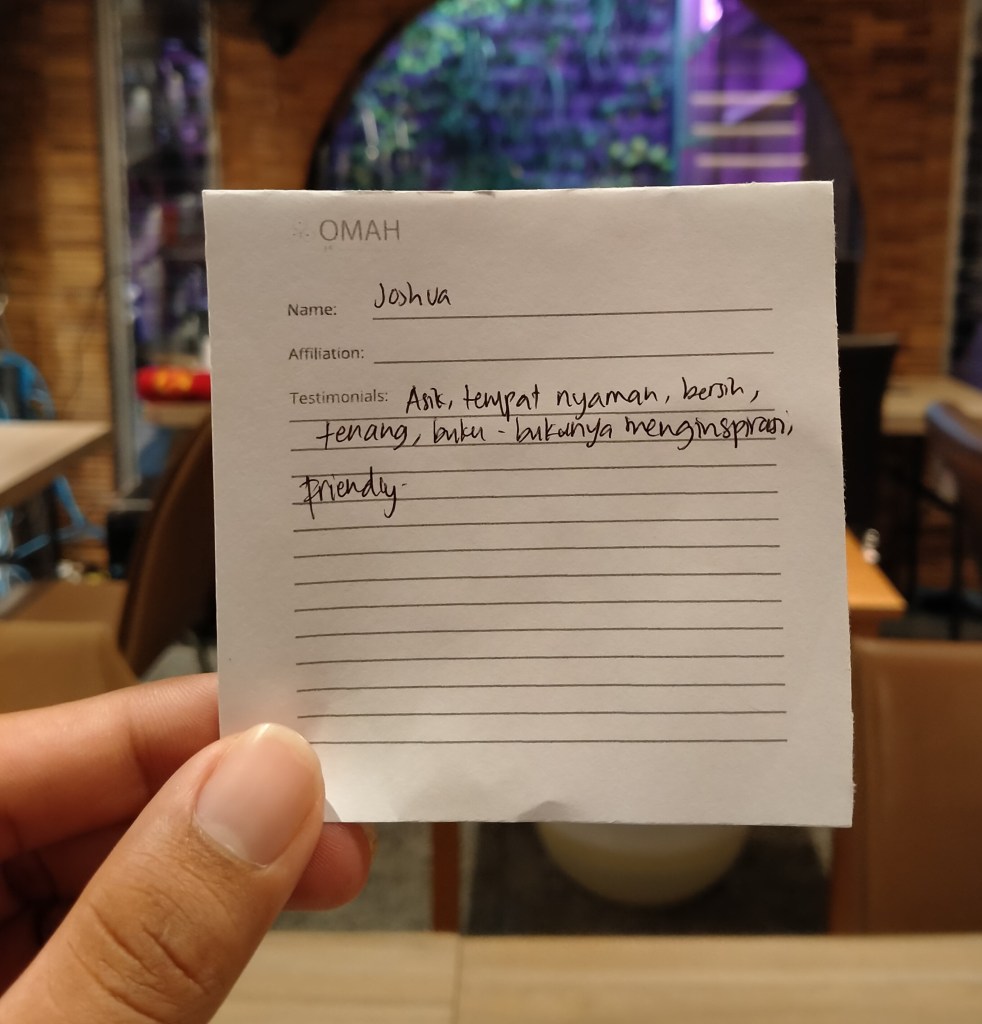 OMAH
Name: Joshua
Affiliation:
Testimonials: Asik, tempat nyaman, bersih,
tenang, buku - bukunya menginspirasi,
friendly.